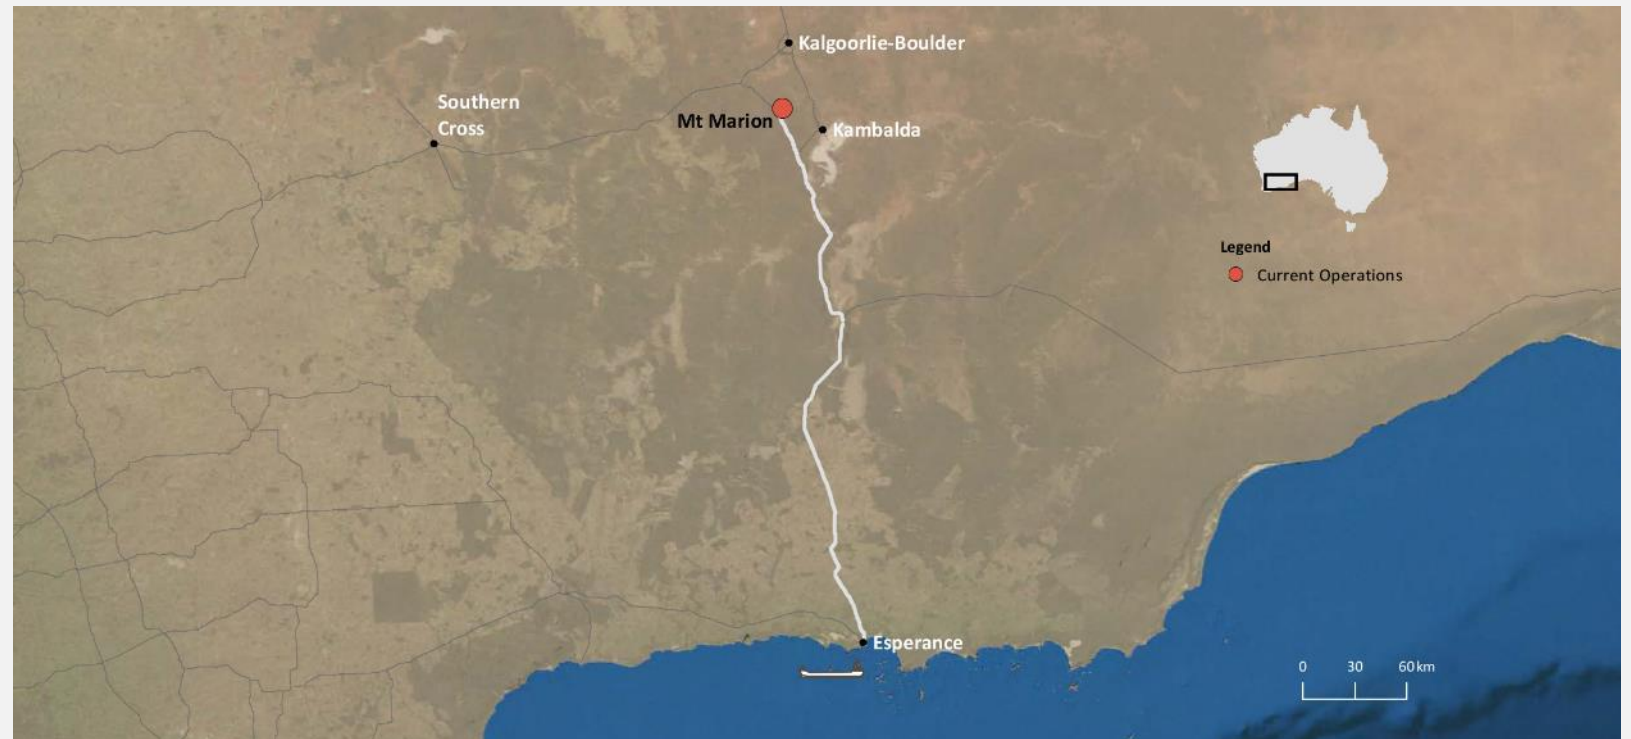 Kalgoorlie-Boulder
Southern
Cross
Mt Marion
Kambalda
Legend
Current Operations
Esperance
0 30 60 km